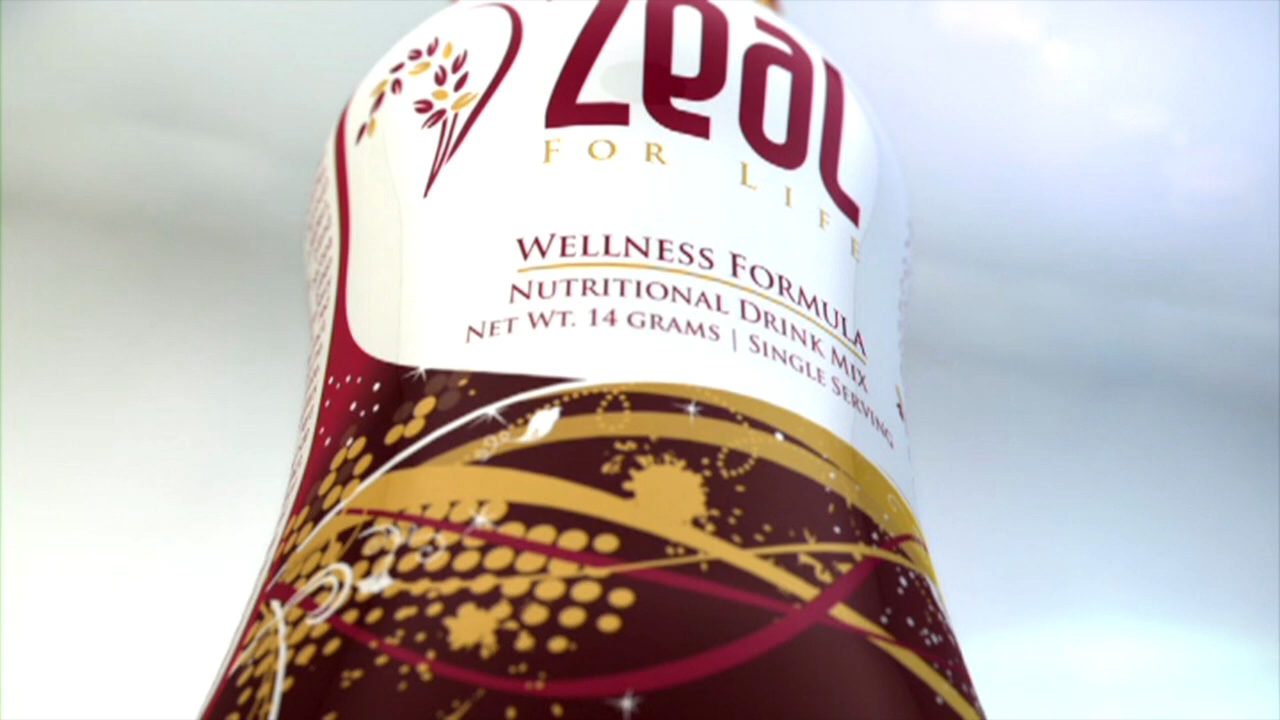 zeal
FOR LIFE
WELLNESS FORMULA
NUTRITIONAL DRINK MIX
NET WT. 14 GRAMS | SINGLE SERVING